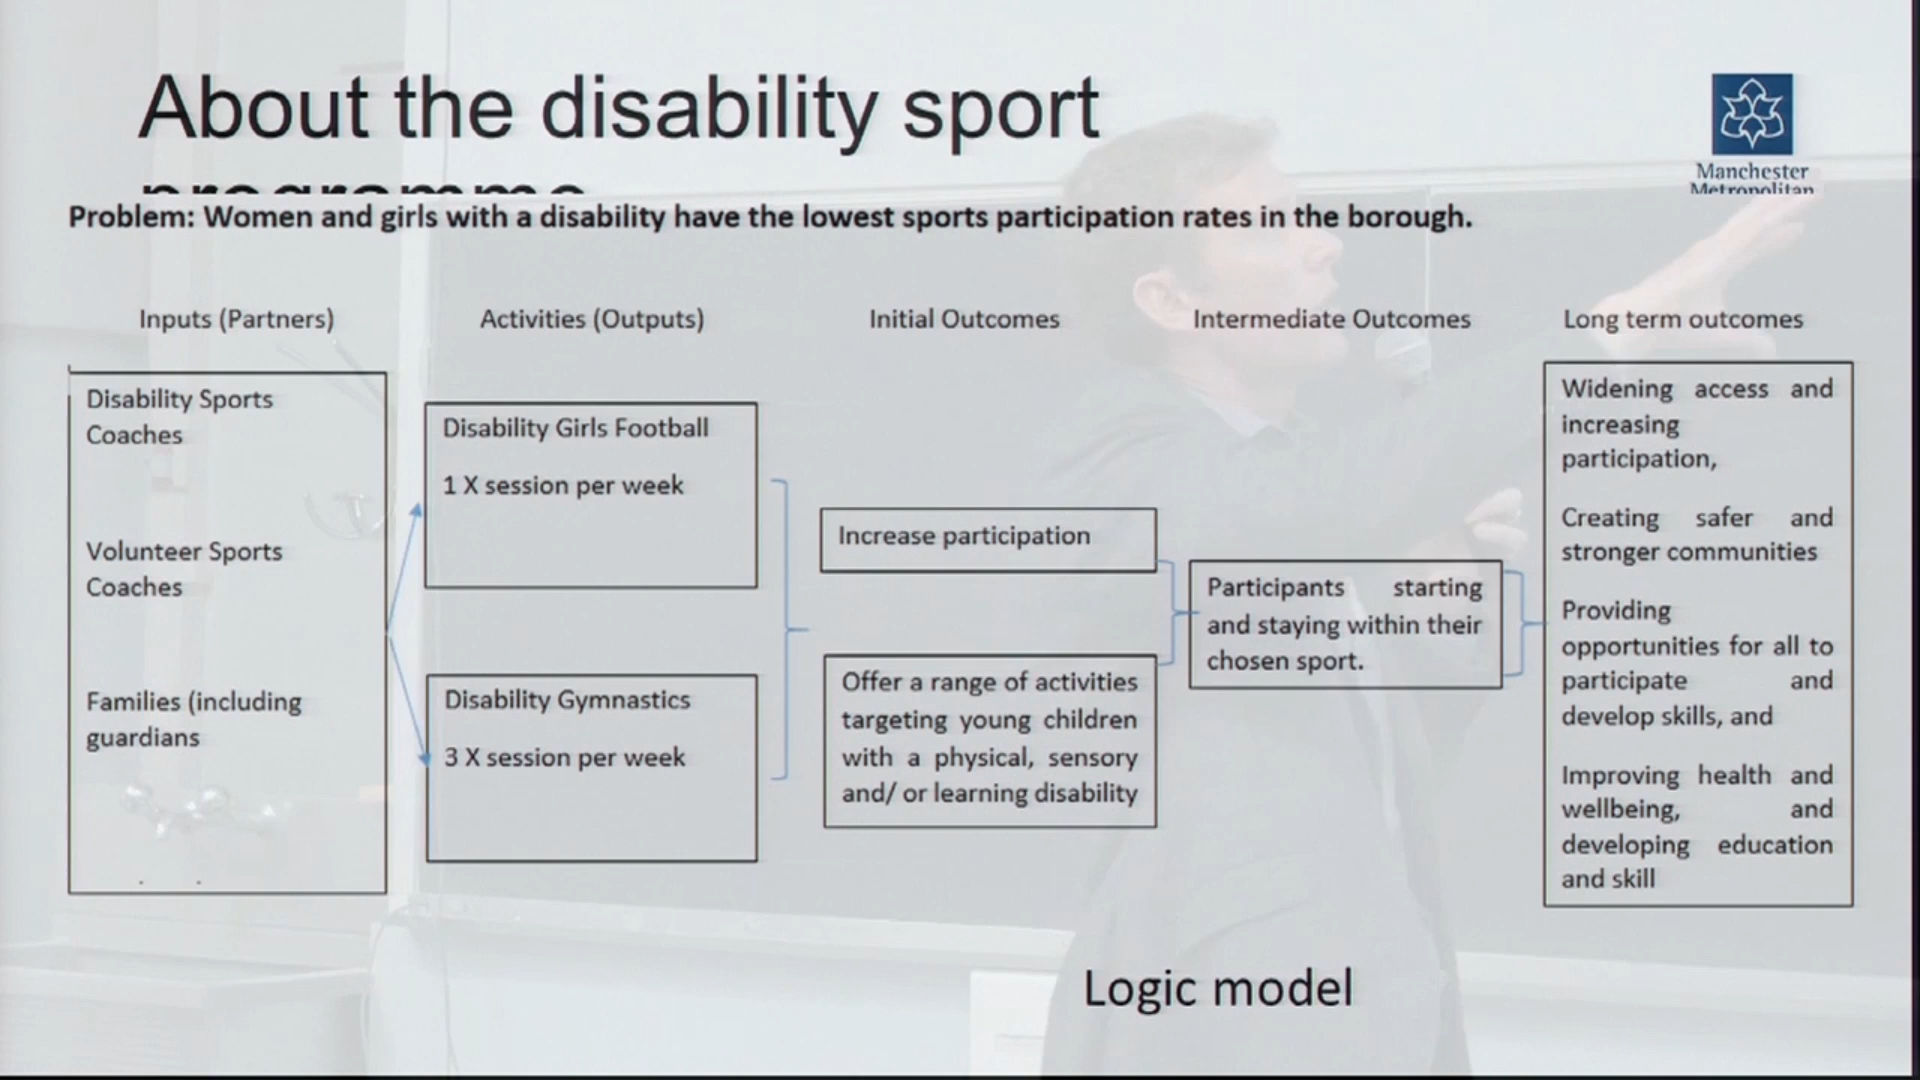 About the disability sport
programme
Manchester
Metropolitan
Problem: Women and girls with a disability have the lowest sports participation rates in the borough.
Inputs (Partners)
Disability Sports
Coaches
Volunteer Sports
Coaches
Families (including
guardians
Activities (Outputs)
Disability Girls Football
1 X session per week
Disability Gymnastics
3 X session per week
Initial Outcomes
Increase participation
Offer a range of activities
targeting young children
with a physical, sensory
and/ or learning disability
Intermediate Outcomes
Participants starting
and staying within their
chosen sport.
Long term outcomes
Widening access and
increasing
participation,
Creating safer and
stronger communities
Providing
opportunities for all to
participate and
develop skills, and
Improving health and
wellbeing, and
developing education
and skill
Logic model